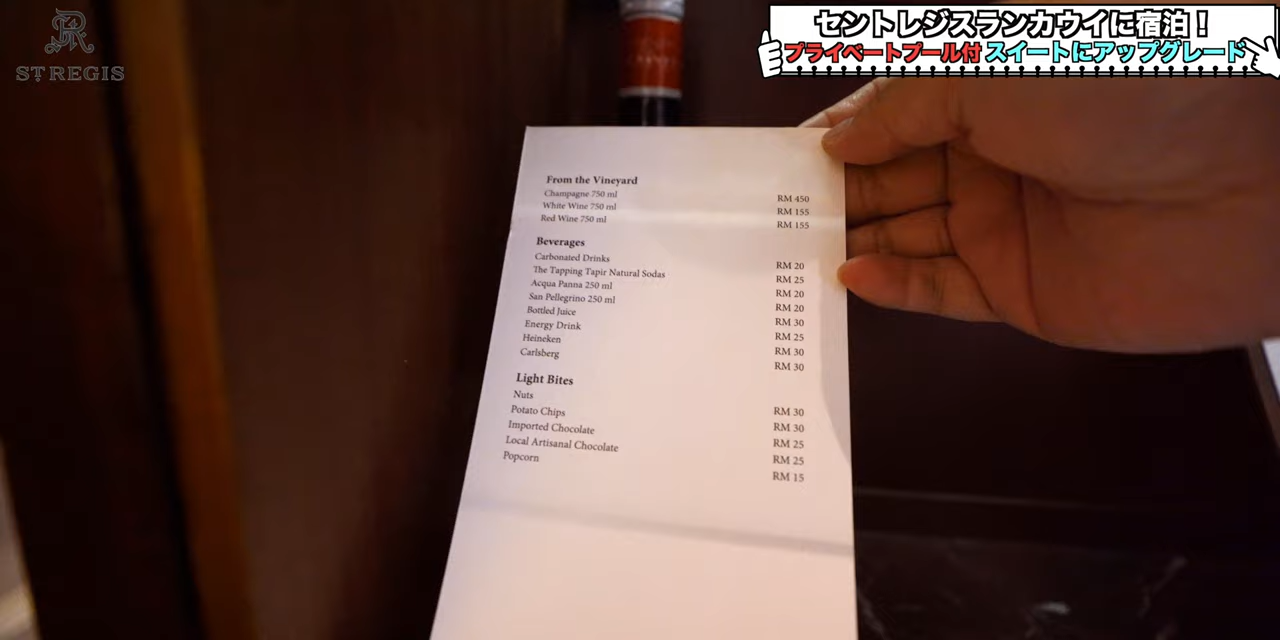 ST REGIS
セントレジスランカウイに宿泊！
プライベートプール付 スイートにアップグレード
From the Vineyard
Champagne 750 ml RM 450
White Wine 750 ml RM 155
Red Wine 750 ml RM 155
Beverages
Carbonated Drinks RM 20
The Tapping Tapir Natural Sodas RM 25
Acqua Panna 250 ml RM 20
San Pellegrino 250 ml RM 20
Bottled Juice RM 30
Energy Drink RM 25
Heineken RM 30
Carlsberg RM 30
Light Bites
Nuts RM 30
Potato Chips RM 30
Imported Chocolate RM 25
Local Artisanal Chocolate RM 25
Popcorn RM 15